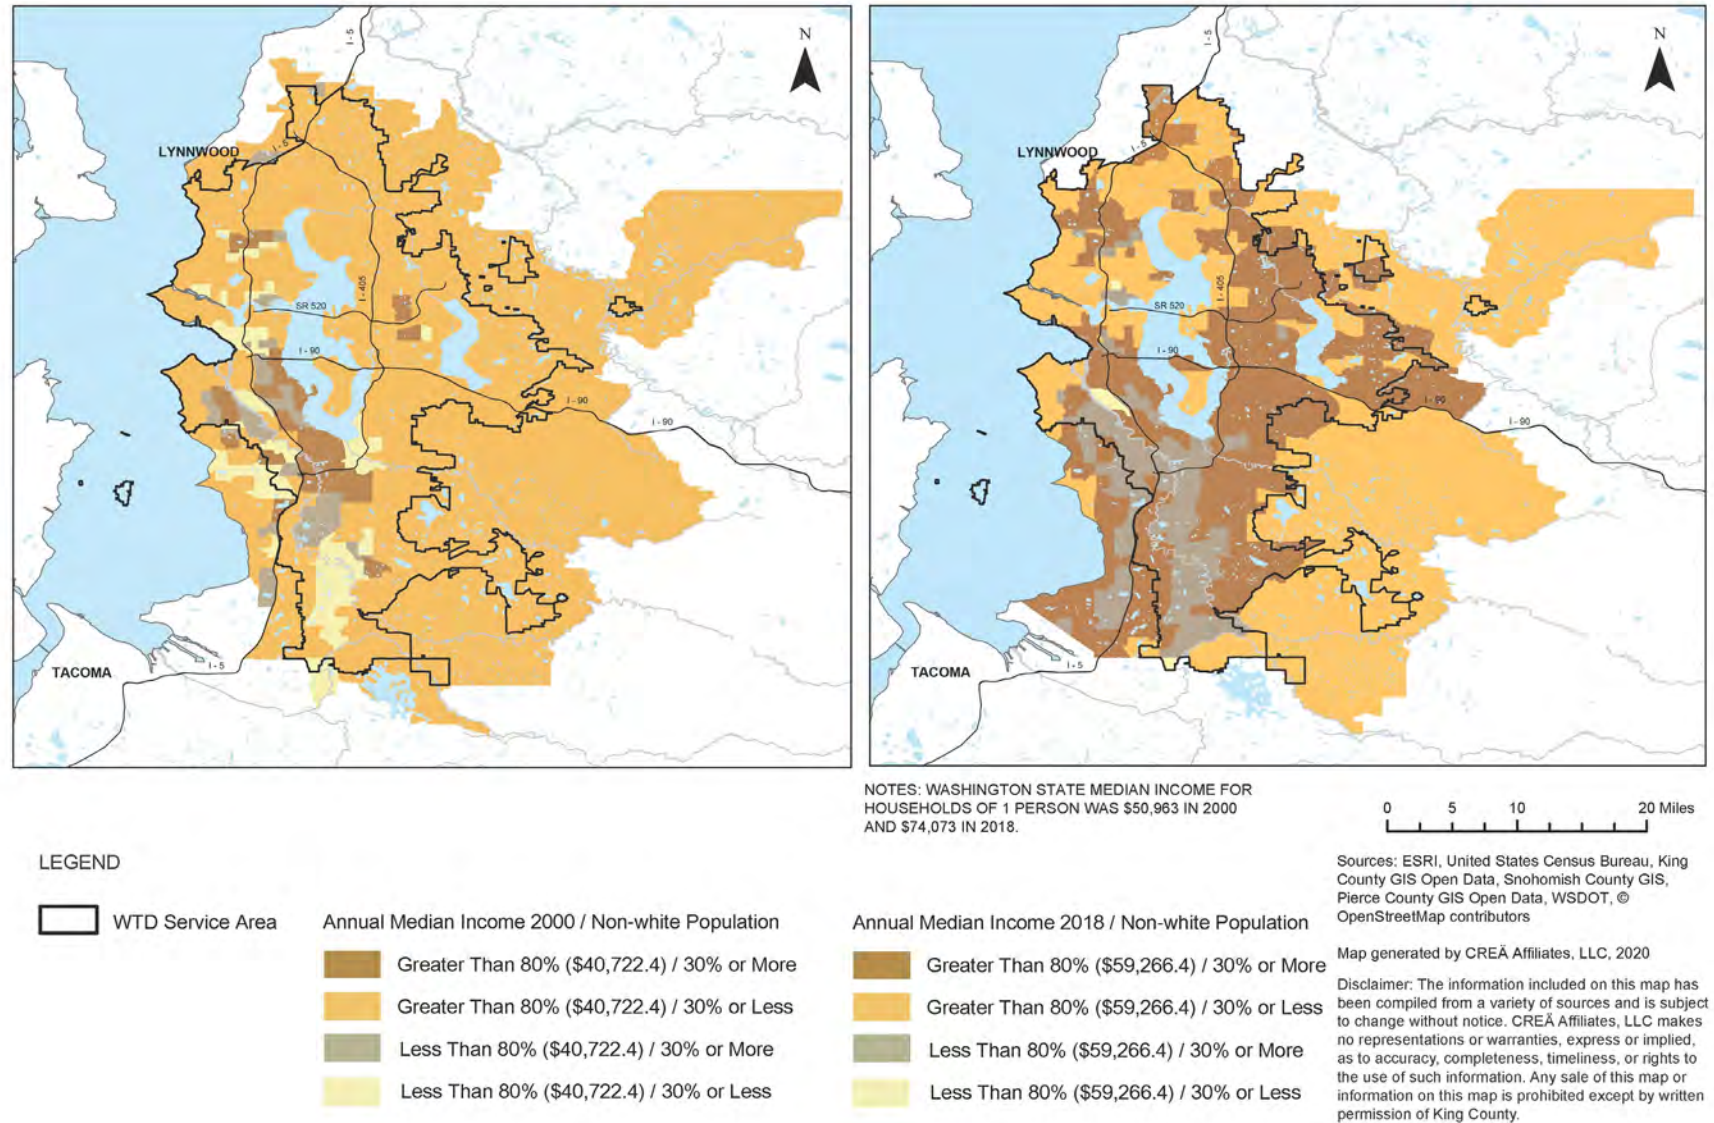 N
I-5
LYNNWOOD
I-5
I-405
SR 520
I-90
I-90
I-90
TACOMA
I-5
N
I-5
LYNNWOOD
I-5
I-405
SR 520
I-90
I-90
I-90
TACOMA
I-5
NOTES: WASHINGTON STATE MEDIAN INCOME FOR
HOUSEHOLDS OF 1 PERSON WAS $50,963 IN 2000
AND $74,073 IN 2018.
0 5 10 20 Miles
LEGEND
WTD Service Area
Annual Median Income 2000 / Non-white Population
Greater Than 80% ($40,722.4) / 30% or More
Greater Than 80% ($40,722.4) / 30% or Less
Less Than 80% ($40,722.4) / 30% or More
Less Than 80% ($40,722.4) / 30% or Less
Annual Median Income 2018 / Non-white Population
Greater Than 80% ($59,266.4) / 30% or More
Greater Than 80% ($59,266.4) / 30% or Less
Less Than 80% ($59,266.4) / 30% or More
Less Than 80% ($59,266.4) / 30% or Less
Sources: ESRI, United States Census Bureau, King
County GIS Open Data, Snohomish County GIS,
Pierce County GIS Open Data, WSDOT, ©
OpenStreetMap contributors
Map generated by CREÄ Affiliates, LLC, 2020
Disclaimer: The information included on this map has
been compiled from a variety of sources and is subject
to change without notice. CREÄ Affiliates, LLC makes
no representations or warranties, express or implied,
as to accuracy, completeness, timeliness, or rights to
the use of such information. Any sale of this map or
information on this map is prohibited except by written
permission of King County.